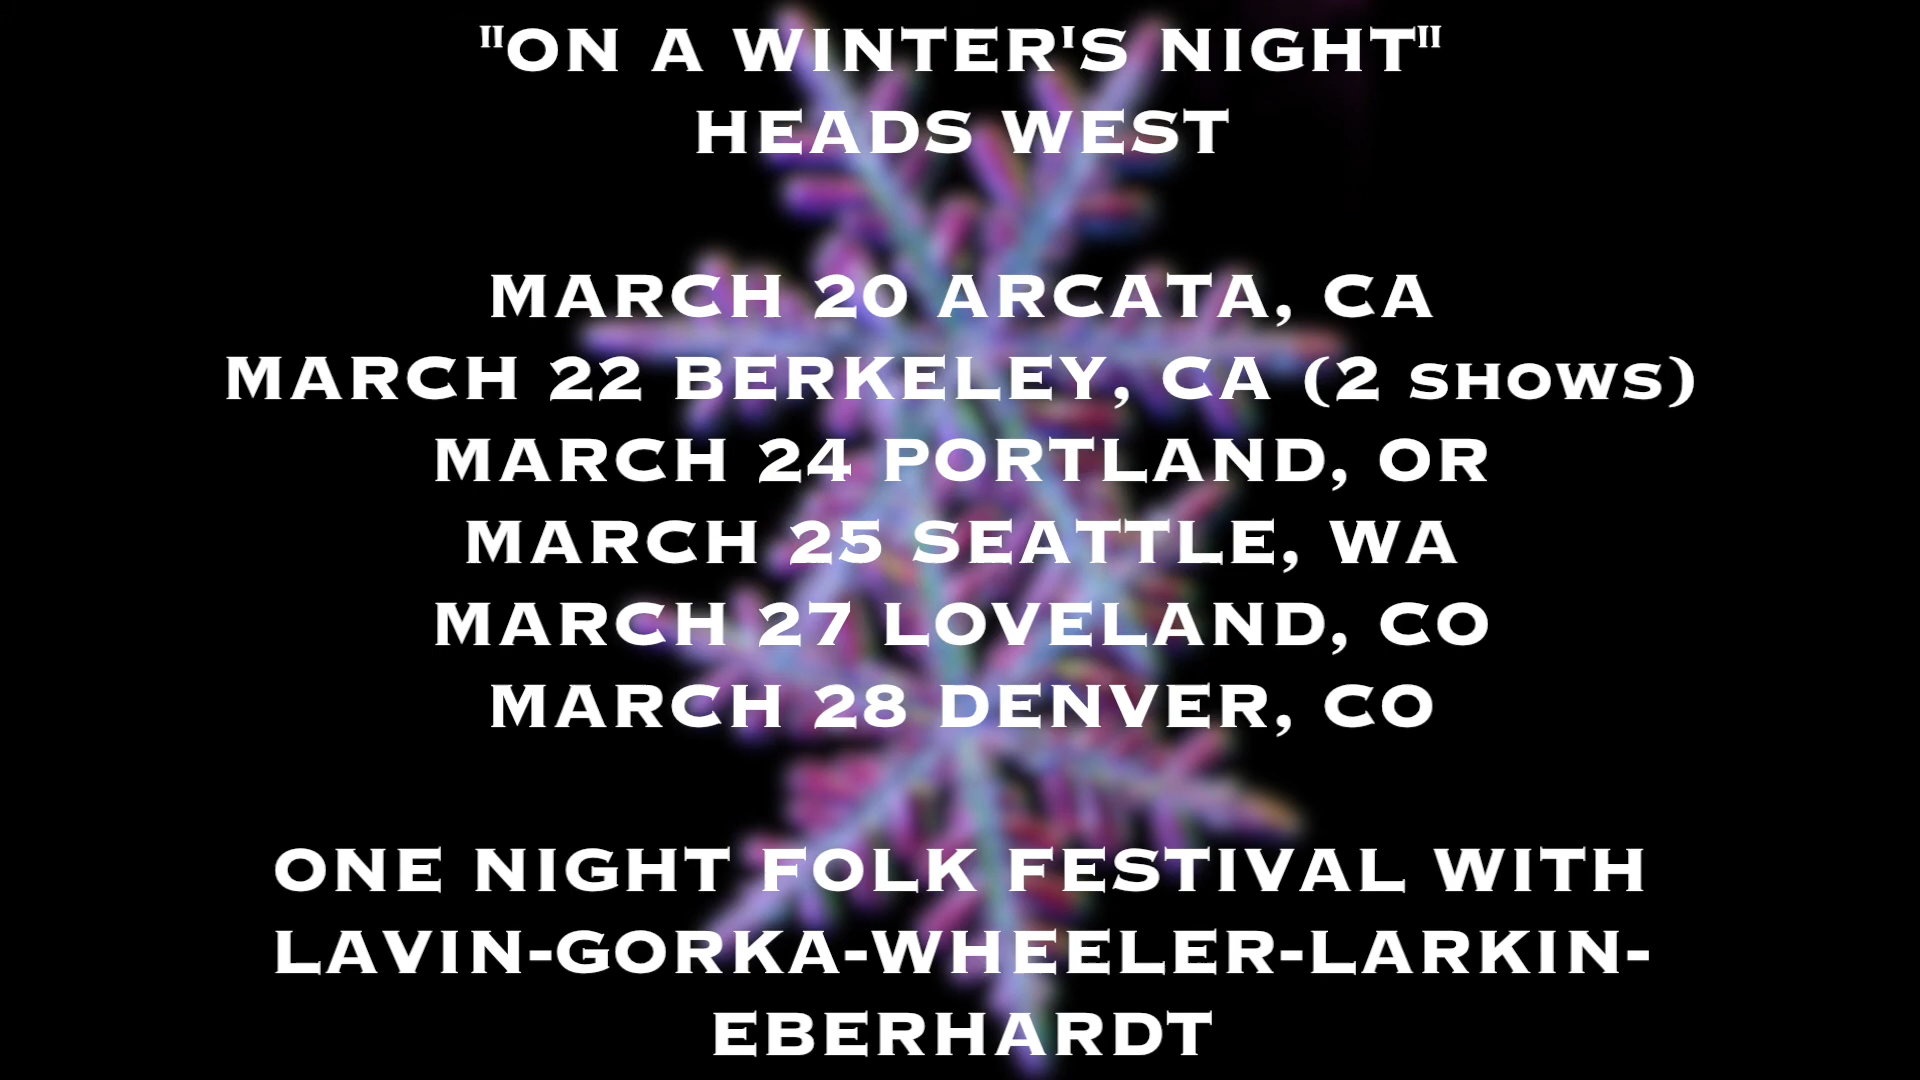 "ON A WINTER'S NIGHT"
HEADS WEST
MARCH 20 ARCATA, CA
MARCH 22 BERKELEY, CA (2 SHOWS)
MARCH 24 PORTLAND, OR
MARCH 25 SEATTLE, WA
MARCH 27 LOVELAND, CO
MARCH 28 DENVER, CO
ONE NIGHT FOLK FESTIVAL WITH
LAVIN-GORKA-WHEELER-LARKIN-
EBERHARDT